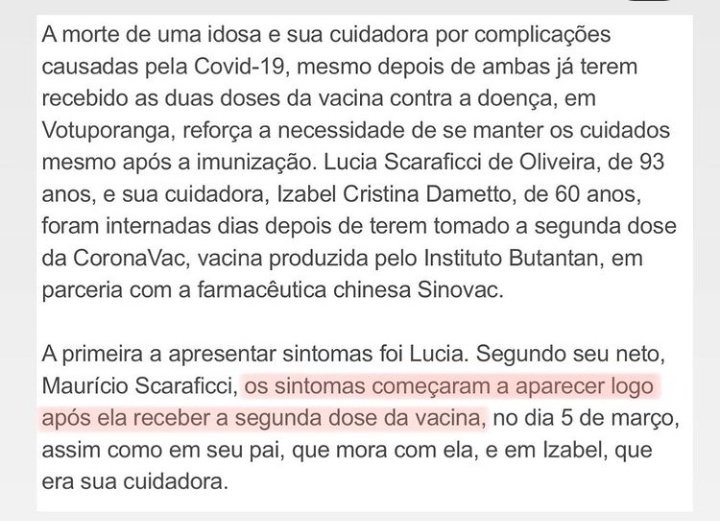 A morte de uma idosa e sua cuidadora por complicações
causadas pela Covid-19, mesmo depois de ambas já terem
recebido as duas doses da vacina contra a doença, em
Votuporanga, reforça a necessidade de se manter os cuidados
mesmo após a imunização. Lucia Scaraficci de Oliveira, de 93
anos, e sua cuidadora, Izabel Cristina Dametto, de 60 anos,
foram internadas dias depois de terem tomado a segunda dose
da CoronaVac, vacina produzida pelo Instituto Butantan, em
parceria com a farmacêutica chinesa Sinovac.
A primeira a apresentar sintomas foi Lucia. Segundo seu neto,
Maurício Scaraficci, os sintomas começaram a aparecer logo
após ela receber a segunda dose da vacina, no dia 5 de março,
assim como em seu pai, que mora com ela, e em Izabel, que
era sua cuidadora.